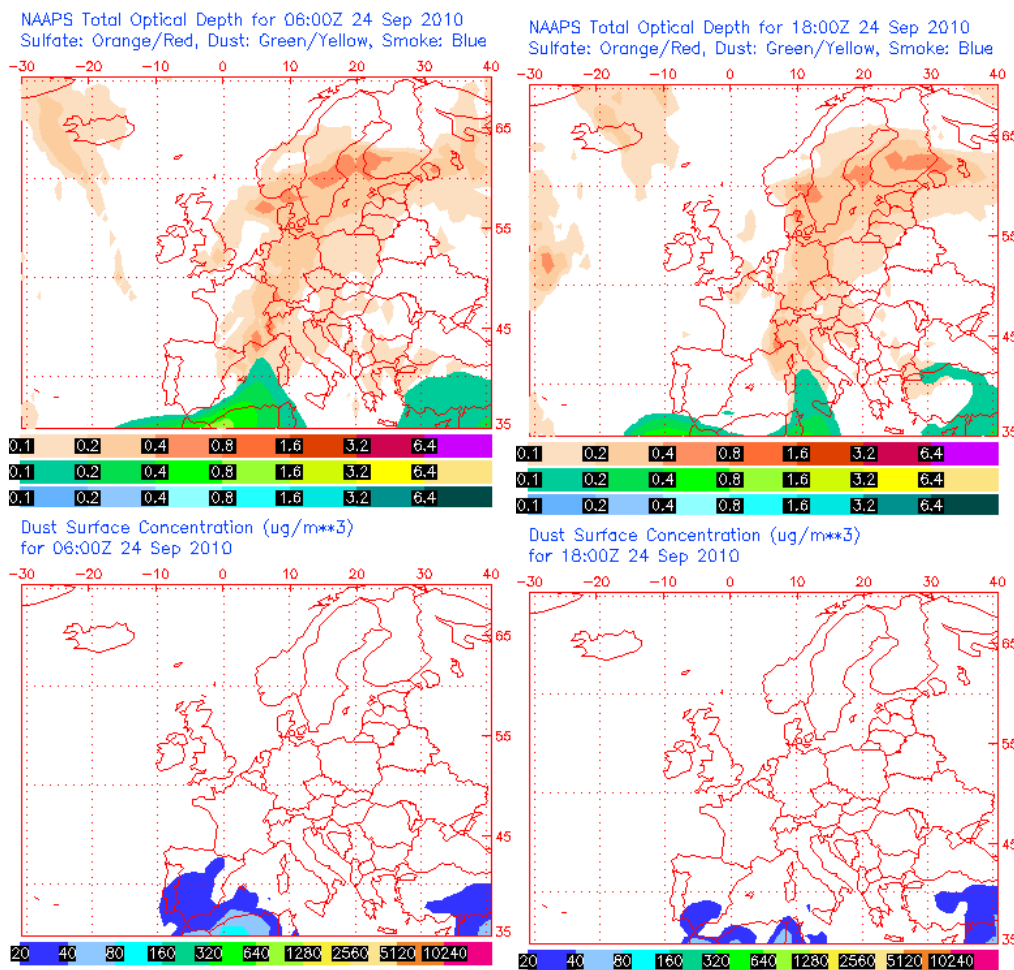 NAAPS Total Optical Depth for 06:00Z 24 Sep 2010
Sulfate: Orange/Red, Dust: Green/Yellow, Smoke: Blue
-30 -20 -10 0 10 20 30 40
65
55
45
35
0.1 0.2 0.4 0.8 1.6 3.2 6.4
0.1 0.2 0.4 0.8 1.6 3.2 6.4
0.1 0.2 0.4 0.8 1.6 3.2 6.4
NAAPS Total Optical Depth for 18:00Z 24 Sep 2010
Sulfate: Orange/Red, Dust: Green/Yellow, Smoke: Blue
-30 -20 -10 0 10 20 30 40
65
55
45
35
0.1 0.2 0.4 0.8 1.6 3.2 6.4
0.1 0.2 0.4 0.8 1.6 3.2 6.4
0.1 0.2 0.4 0.8 1.6 3.2 6.4
Dust Surface Concentration (ug/m**3)
for 06:00Z 24 Sep 2010
-30 -20 -10 0 10 20 30 40
65
55
45
35
20 40 80 160 320 640 1280 2560 5120 10240
Dust Surface Concentration (ug/m**3)
for 18:00Z 24 Sep 2010
-30 -20 -10 0 10 20 30 40
65
55
45
35
20 40 80 160 320 640 1280 2560 5120 10240